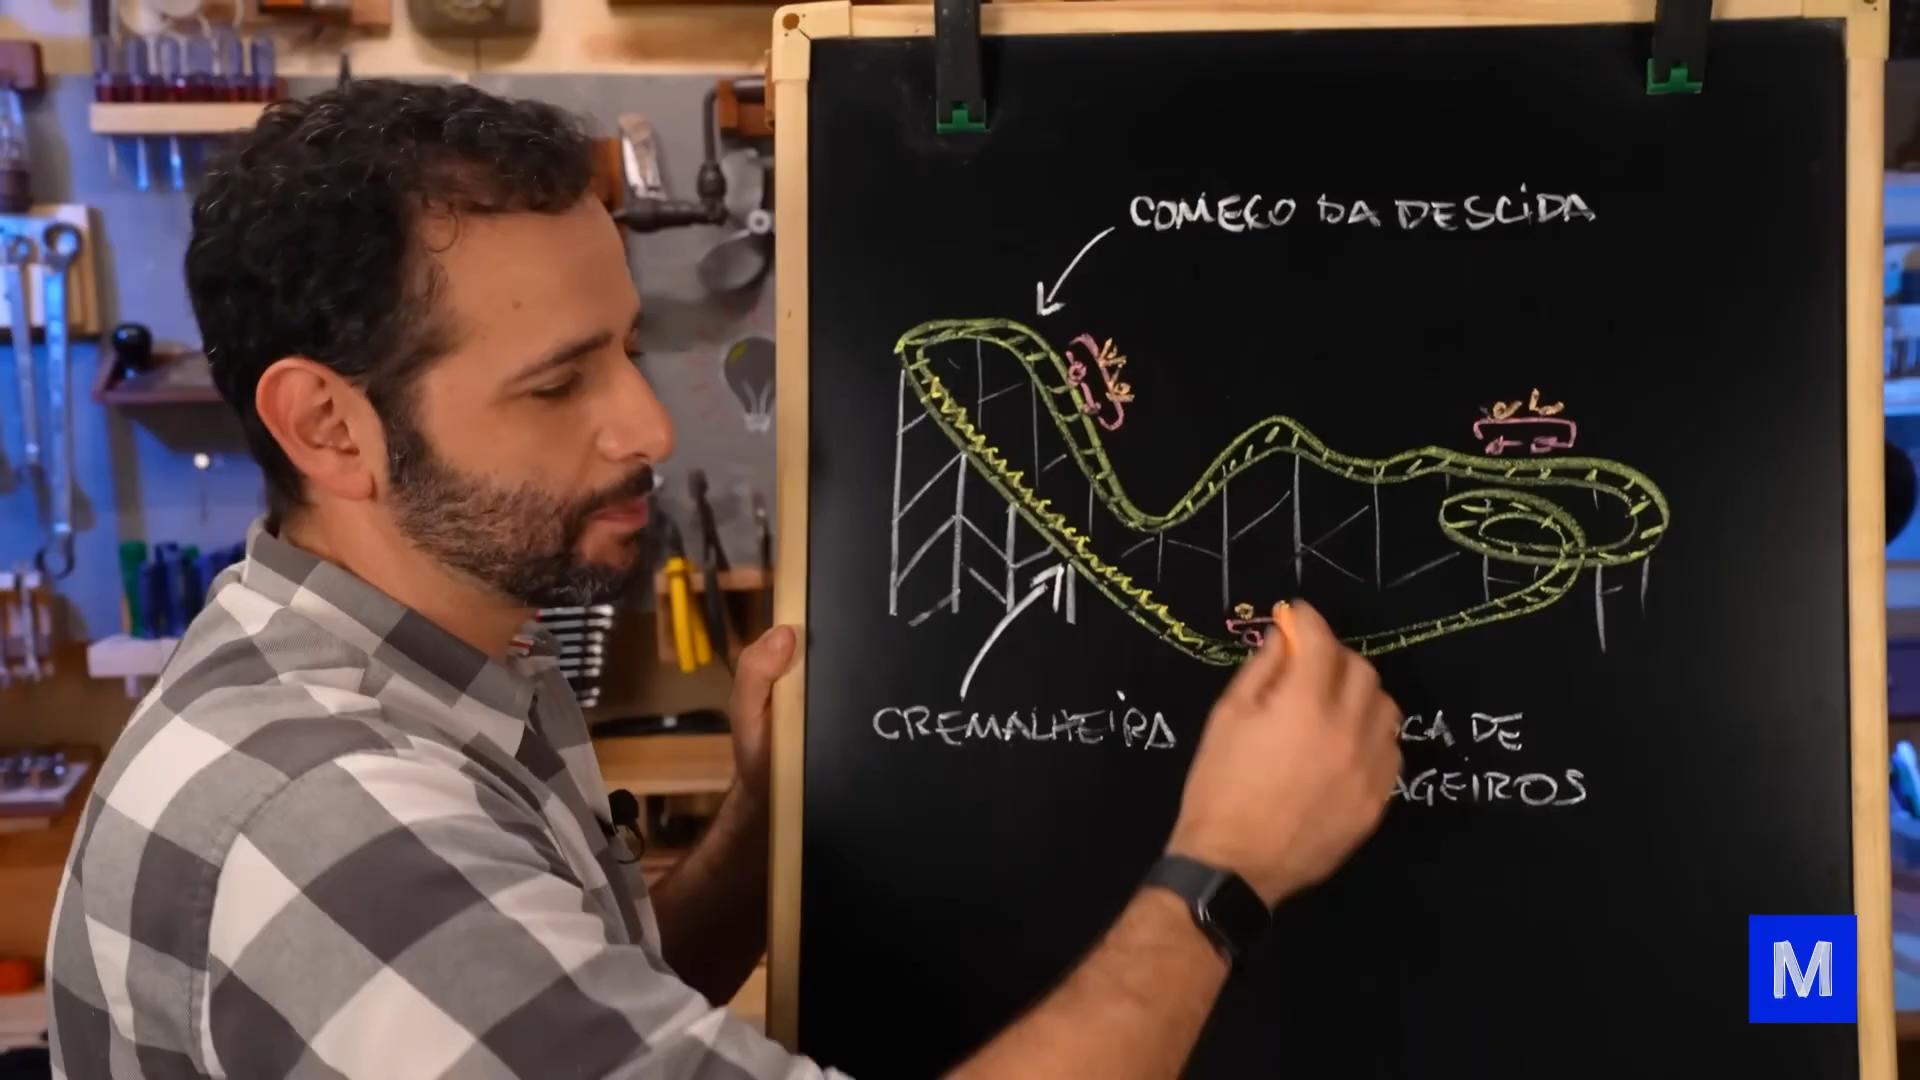 COMEÇO DA DESCIDA
CREMALHEIRA
CA DE
AGEIROS
M